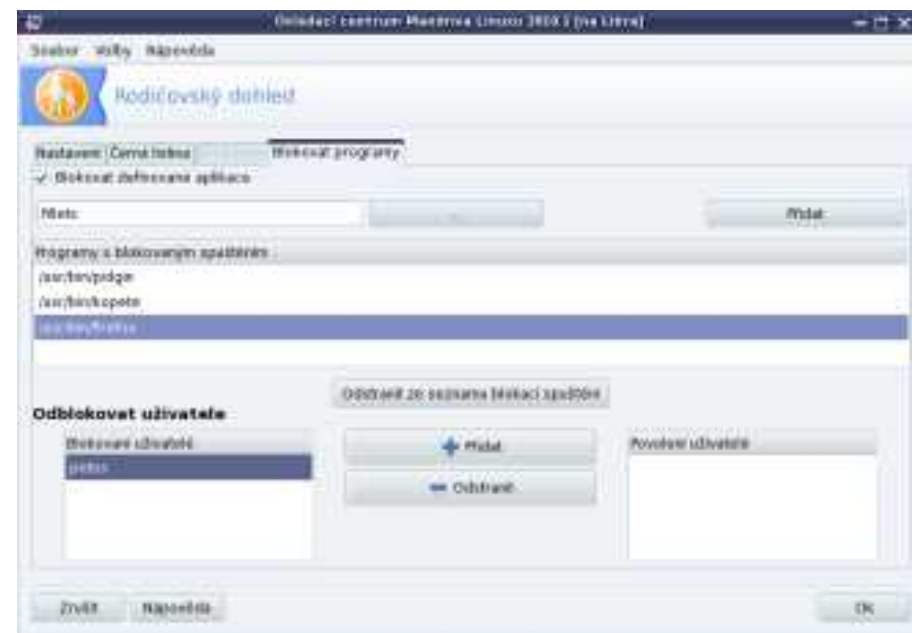 Ovládací centrum Mandriva Linuxu 2009.1 [na Litra]
Soubor Volby Nápověda
Rodičovský dohled
Nastavení Černá listina Blokovat programy
Blokovat definované aplikace
... Přidat
Programy s blokovaným spuštěním
/usr/bin/pidgin
/usr/bin/kopete
/usr/bin/firefox
Odstranit ze seznamu blokací spuštění
Odblokovat uživatele
Blokovaní uživatelé Přidat Povolení uživatelé
Odstranit
Zrušit Nápověda OK